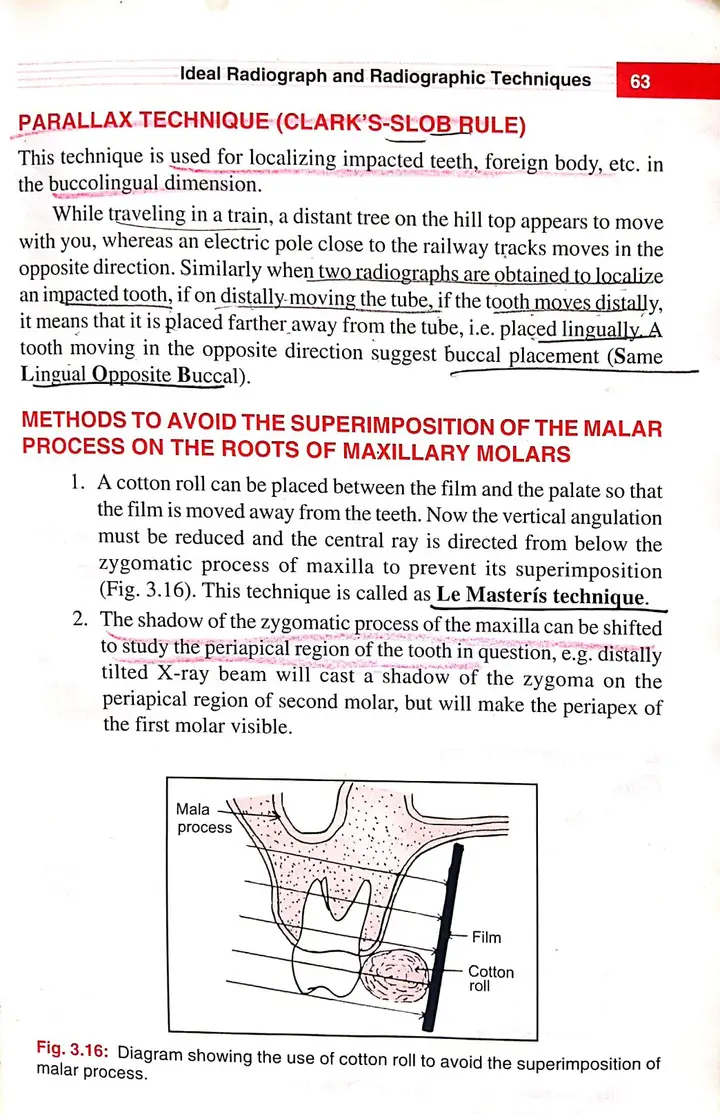 Ideal Radiograph and Radiographic Techniques 63
PARALLAX TECHNIQUE (CLARK'S-SLOB RULE)
This technique is used for localizing impacted teeth, foreign body, etc. in
the buccolingual dimension.
While traveling in a train, a distant tree on the hill top appears to move
with you, whereas an electric pole close to the railway tracks moves in the
opposite direction. Similarly when two radiographs are obtained to localize
an impacted tooth, if on distally moving the tube, if the tooth moves distally,
it means that it is placed farther away from the tube, i.e. placed lingually. A
tooth moving in the opposite direction suggest buccal placement (Same
Lingual Opposite Buccal).
METHODS TO AVOID THE SUPERIMPOSITION OF THE MALAR
PROCESS ON THE ROOTS OF MAXILLARY MOLARS
1. A cotton roll can be placed between the film and the palate so that
the film is moved away from the teeth. Now the vertical angulation
must be reduced and the central ray is directed from below the
zygomatic process of maxilla to prevent its superimposition
(Fig. 3.16). This technique is called as Le Masterís technique.
2. The shadow of the zygomatic process of the maxilla can be shifted
to study the periapical region of the tooth in question, e.g. distally
tilted X-ray beam will cast a shadow of the zygoma on the
periapical region of second molar, but will make the periapex of
the first molar visible.
Mala
process
Film
Cotton
roll
Fig. 3.16: Diagram showing the use of cotton roll to avoid the superimposition of
malar process.